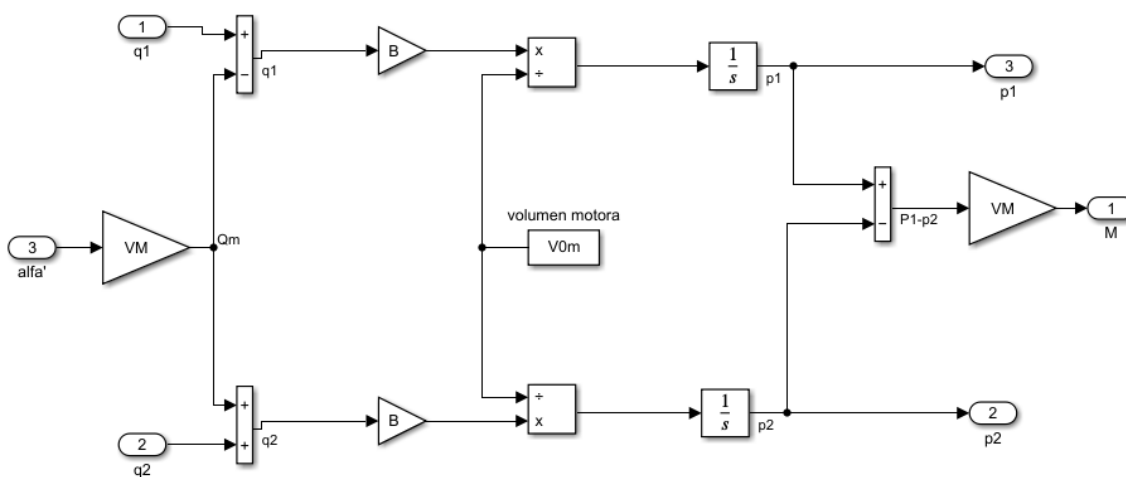 1
q1
+
−
q1
B
x
÷
1
s
p1
3
p1
3
alfa'
VM
Qm
volumen motora
V0m
+
−
P1-p2
VM
1
M
+
+
q2
2
q2
B
÷
x
1
s
p2
2
p2